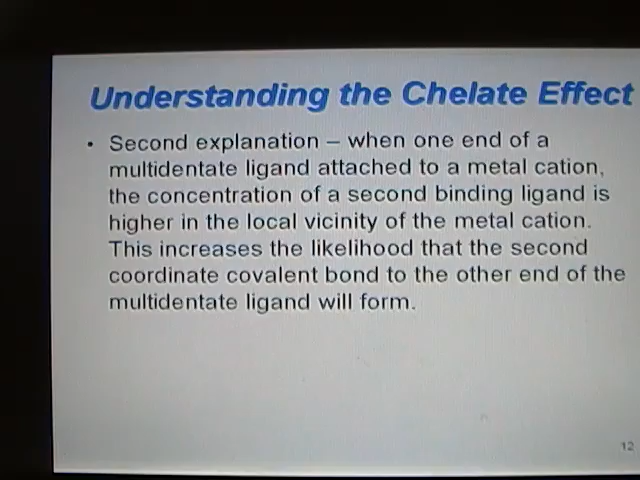 Understanding the Chelate Effect
• Second explanation – when one end of a
multidentate ligand attached to a metal cation,
the concentration of a second binding ligand is
higher in the local vicinity of the metal cation.
This increases the likelihood that the second
coordinate covalent bond to the other end of the
multidentate ligand will form.
12